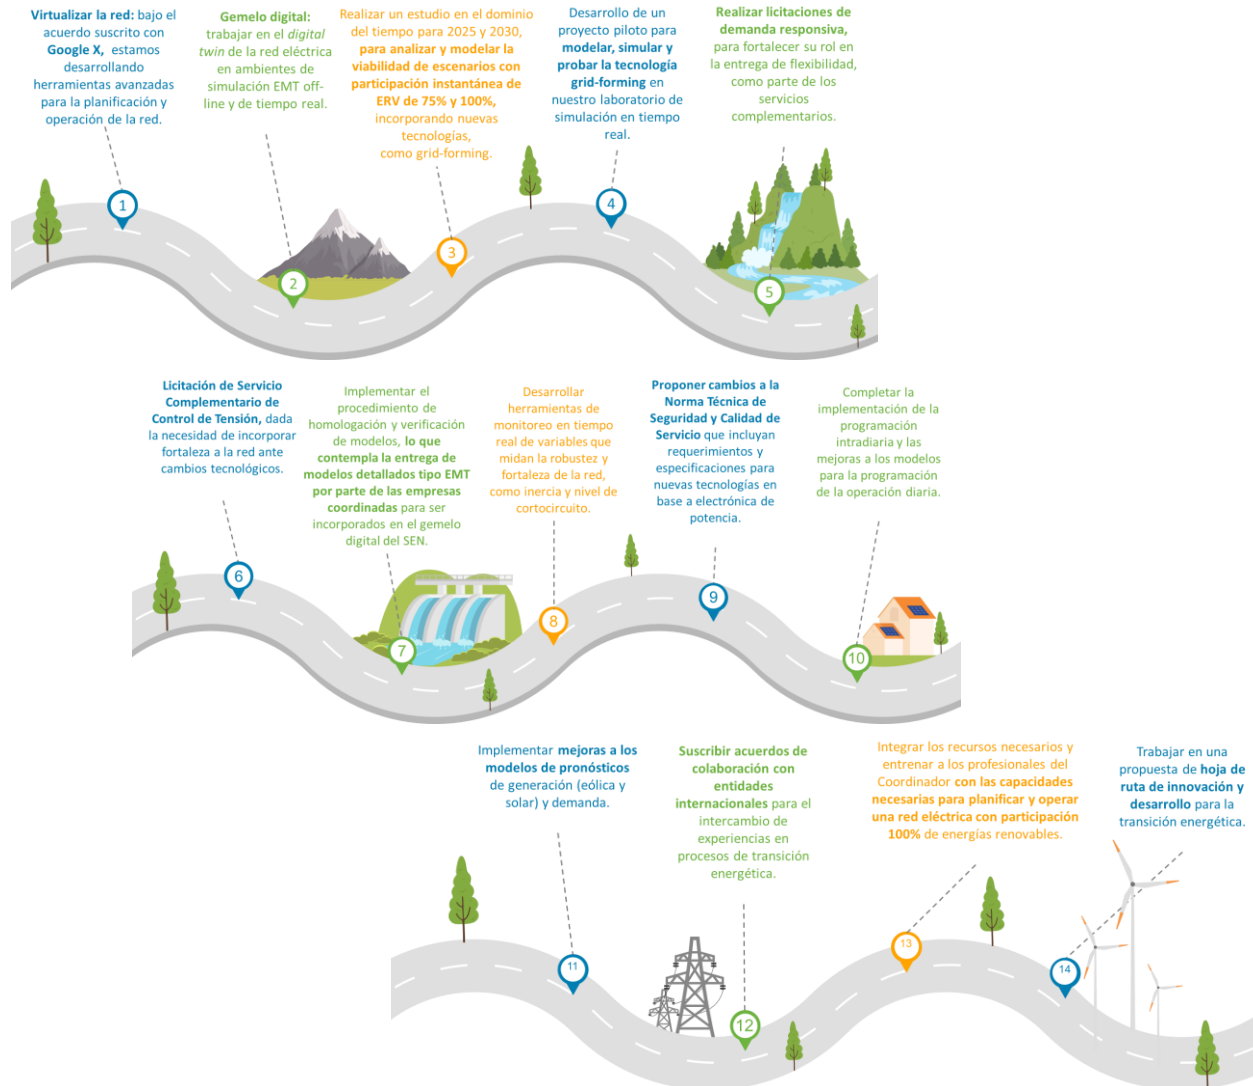 Virtualizar la red: bajo el
acuerdo suscrito con
Google X, estamos
desarrollando
herramientas avanzadas
para la planificación y
operación de la red.
Gemelo digital:
trabajar en el digital
twin de la red eléctrica
en ambientes de
simulación EMT off-
line y de tiempo real.
Realizar un estudio en el dominio
del tiempo para 2025 y 2030,
para analizar y modelar la
viabilidad de escenarios con
participación instantánea de
ERV de 75% y 100%,
incorporando nuevas
tecnologías,
como grid-forming.
Desarrollo de un
proyecto piloto para
modelar, simular y
probar la tecnología
grid-forming en
nuestro laboratorio de
simulación en tiempo
real.
Realizar licitaciones de
demanda responsiva,
para fortalecer su rol en
la entrega de flexibilidad,
como parte de los
servicios
complementarios.
1
2
3
4
5
Licitación de Servicio
Complementario de
Control de Tensión, dada
la necesidad de incorporar
fortaleza a la red ante
cambios tecnológicos.
Implementar el
procedimiento de
homologación y verificación
de modelos, lo que
contempla la entrega de
modelos detallados tipo EMT
por parte de las empresas
coordinadas para ser
incorporados en el gemelo
digital del SEN.
Desarrollar
herramientas de
monitoreo en tiempo
real de variables que
midan la robustez y
fortaleza de la red,
como inercia y nivel de
cortocircuito.
Proponer cambios a la
Norma Técnica de
Seguridad y Calidad de
Servicio que incluyan
requerimientos y
especificaciones para
nuevas tecnologías en
base a electrónica de
potencia.
Completar la
implementación de la
programación
intradiaria y las
mejoras a los modelos
para la programación
de la operación diaria.
6
7
8
9
10
Implementar mejoras a los
modelos de pronósticos
de generación (eólica y
solar) y demanda.
Suscribir acuerdos de
colaboración con
entidades
internacionales para el
intercambio de
experiencias en
procesos de transición
energética.
Integrar los recursos necesarios y
entrenar a los profesionales del
Coordinador con las capacidades
necesarias para planificar y operar
una red eléctrica con participación
100% de energías renovables.
Trabajar en una
propuesta de hoja de
ruta de innovación y
desarrollo para la
transición energética.
11
12
13
14